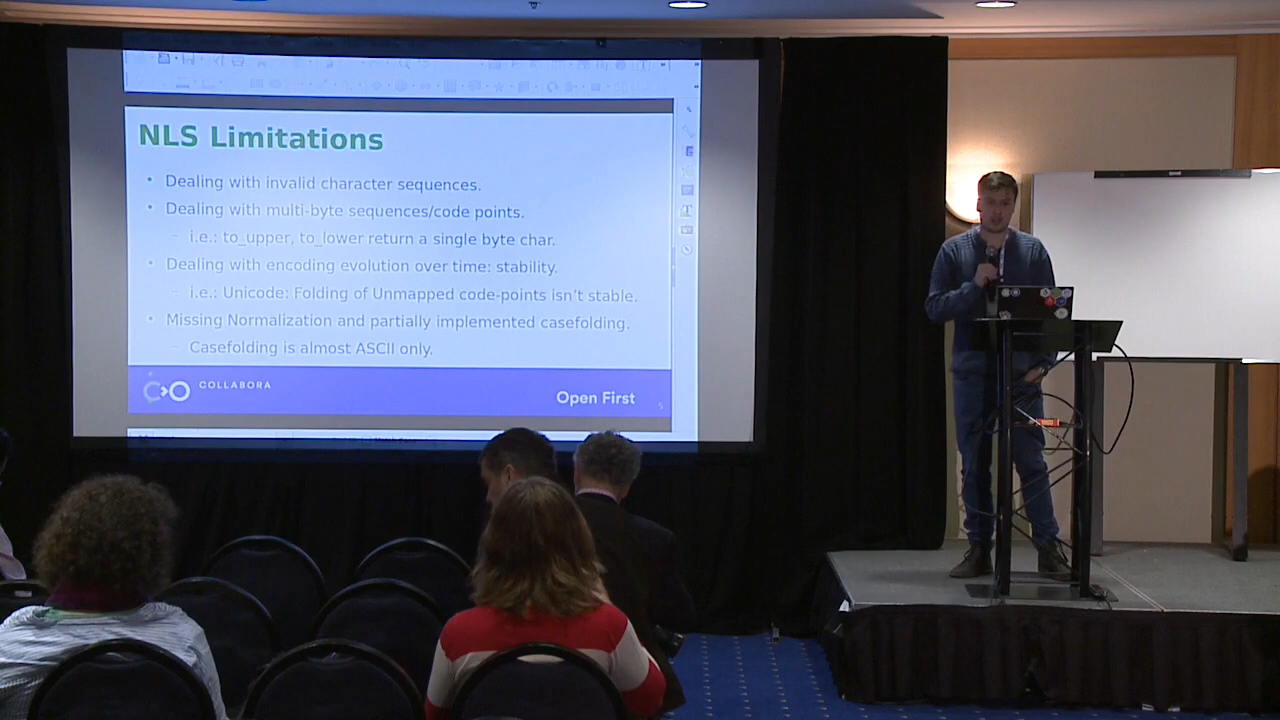 NLS Limitations
Dealing with invalid character sequences.
Dealing with multi-byte sequences/code points.
i.e.: to_upper, to_lower return a single byte char.
Dealing with encoding evolution over time: stability.
i.e.: Unicode: Folding of Unmapped code-points isn't stable.
Missing Normalization and partially implemented casefolding.
Casefolding is almost ASCII only.
COLLABORA
Open First
5